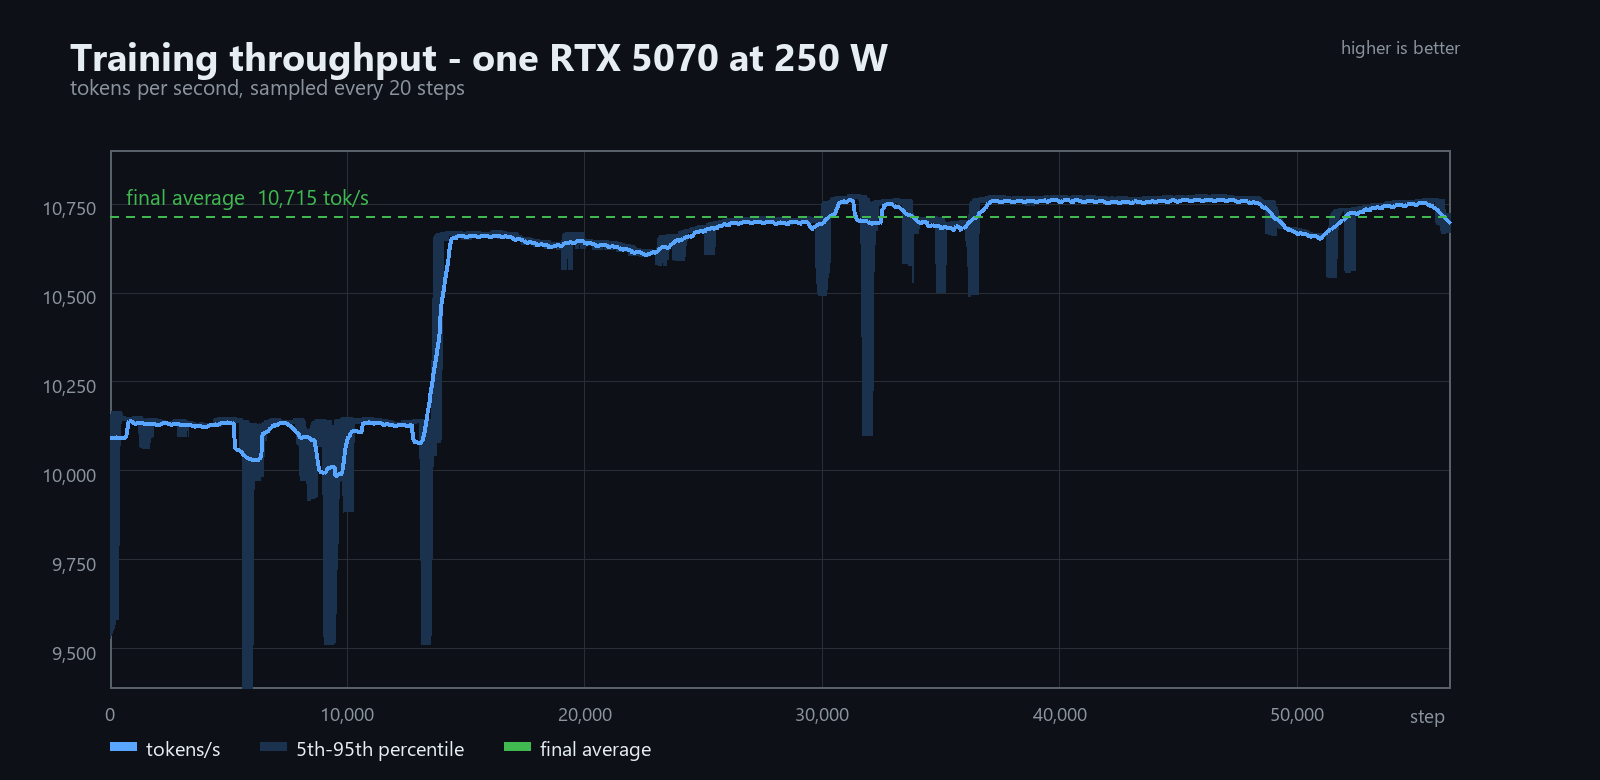 Training throughput - one RTX 5070 at 250 W
higher is better
tokens per second, sampled every 20 steps
final average 10,715 tok/s
10,750
10,500
10,250
10,000
9,750
9,500
0 10,000 20,000 30,000 40,000 50,000 step
tokens/s 5th-95th percentile final average